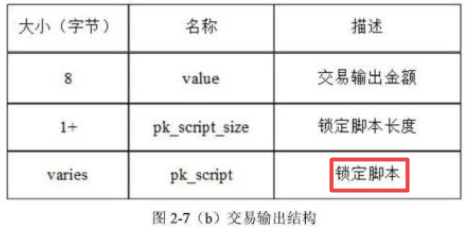 大小（字节） 名称 描述
8 value 交易输出金额
1+ pk_script_size 锁定脚本长度
varies pk_script 锁定脚本
图 2-7（b）交易输出结构